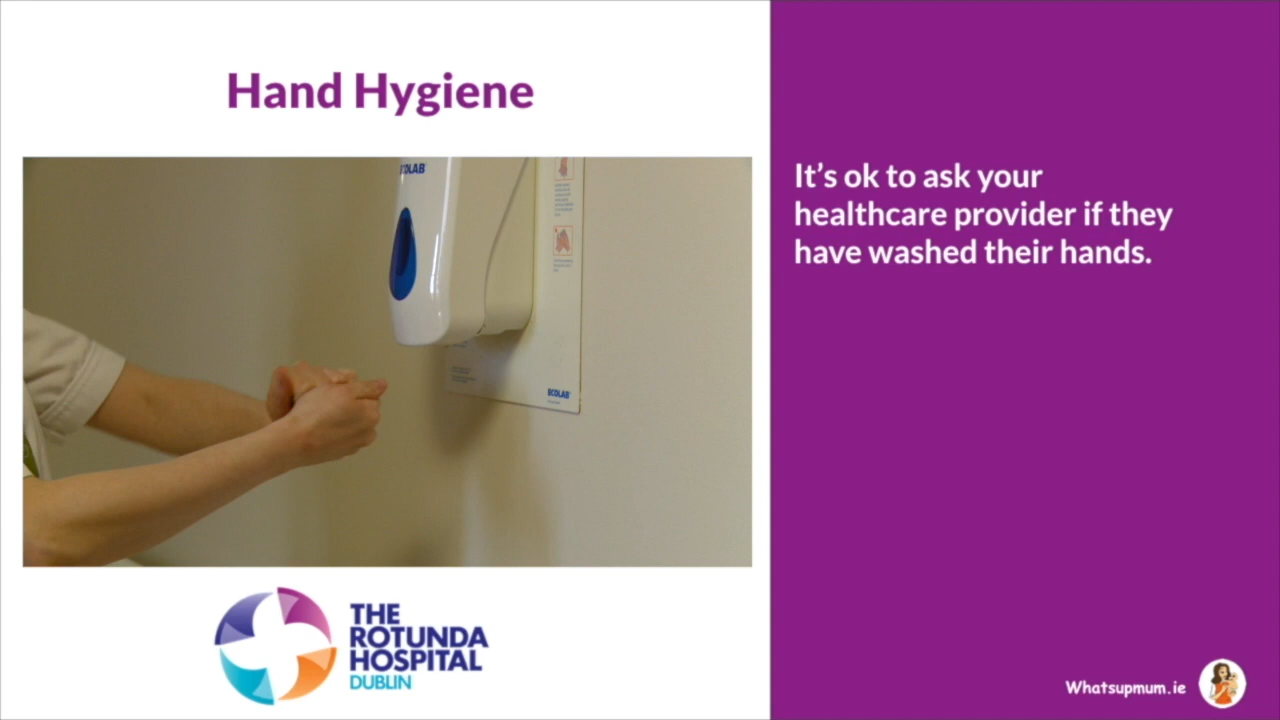 Hand Hygiene
ECOLAB
THE
ROTUNDA
HOSPITAL
DUBLIN
It's ok to ask your
healthcare provider if they
have washed their hands.
Whatsupmum.ie